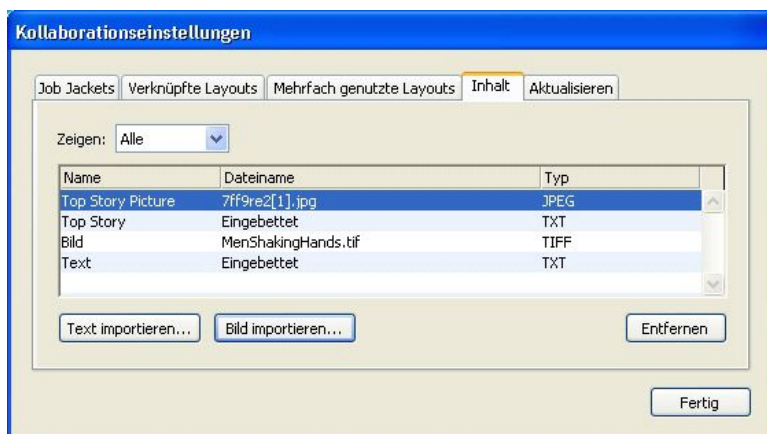 Kollaborationseinstellungen
Job Jackets Verknüpfte Layouts Mehrfach genutzte Layouts Inhalt Aktualisieren
Zeigen: Alle
Name Dateiname Typ
Top Story Picture 7ff9re2[1].jpg JPEG
Top Story Eingebettet TXT
Bild MenShakingHands.tif TIFF
Text Eingebettet TXT
Text importieren... Bild importieren... Entfernen
Fertig